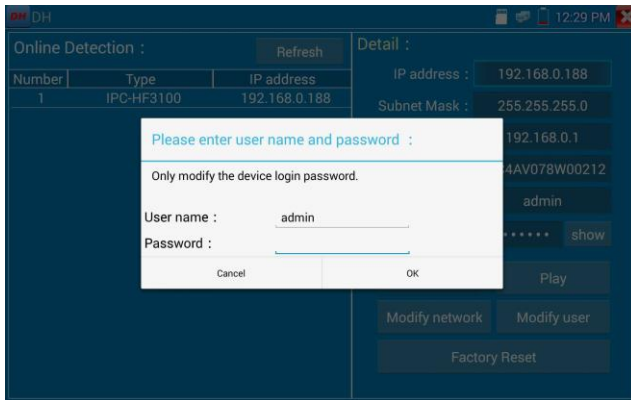 DH DH 12:29 PM
Online Detection : Refresh
Number Type IP address
1 IPC-HF3100 192.168.0.188
Detail :
IP address : 192.168.0.188
Subnet Mask : 255.255.255.0
192.168.0.1
4AV078W00212
admin
•••••• show
Play
Modify network Modify user
Factory Reset
Please enter user name and password :
Only modify the device login password.
User name : admin
Password :
Cancel OK